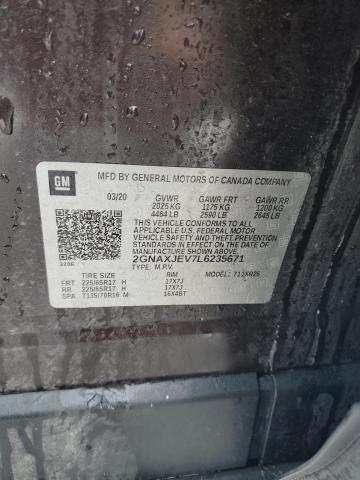 GM
MFD BY GENERAL MOTORS OF CANADA COMPANY
03/20 GVWR GAWR FRT GAWR RR
2025 KG 1175 KG 1200 KG
4464 LB 2590 LB 2645 LB
THIS VEHICLE CONFORMS TO ALL
APPLICABLE U.S. FEDERAL MOTOR
VEHICLE SAFETY, BUMPER, AND THEFT
PREVENTION STANDARDS IN EFFECT ON
THE DATE OF MANUFACTURE SHOWN ABOVE.
2GNAXJEV7L6235671
TYPE: M.P.V. MODEL: 711XR26
TIRE SIZE RIM
FRT 225/65R17 H 17X7J
RR 225/65R17 H 17X7J
SPA T135/70R16 M 16X4BT